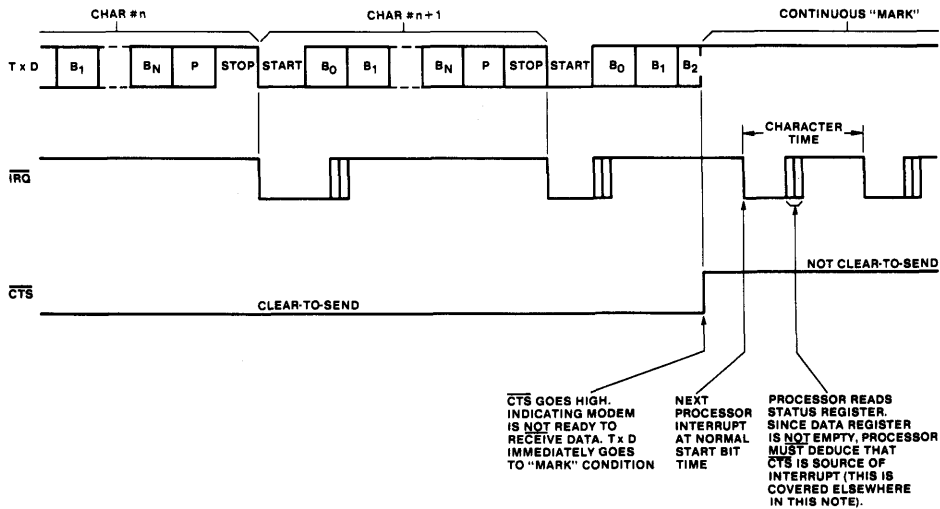 CHAR #n
CHAR #n + 1
CONTINUOUS "MARK"
T x D
B1
BN
P
STOP
START
B0
B1
BN
P
STOP
START
B0
B1
B2
CHARACTER
TIME
IRQ
NOT CLEAR-TO-SEND
CTS
CLEAR-TO-SEND
CTS GOES HIGH.
INDICATING MODEM
IS NOT READY TO
RECEIVE DATA. T x D
IMMEDIATELY GOES
TO "MARK" CONDITION
NEXT
PROCESSOR
INTERRUPT
AT NORMAL
START BIT
TIME
PROCESSOR READS
STATUS REGISTER.
SINCE DATA REGISTER
IS NOT EMPTY, PROCESSOR
MUST DEDUCE THAT
CTS IS SOURCE OF
INTERRUPT (THIS IS
COVERED ELSEWHERE
IN THIS NOTE).